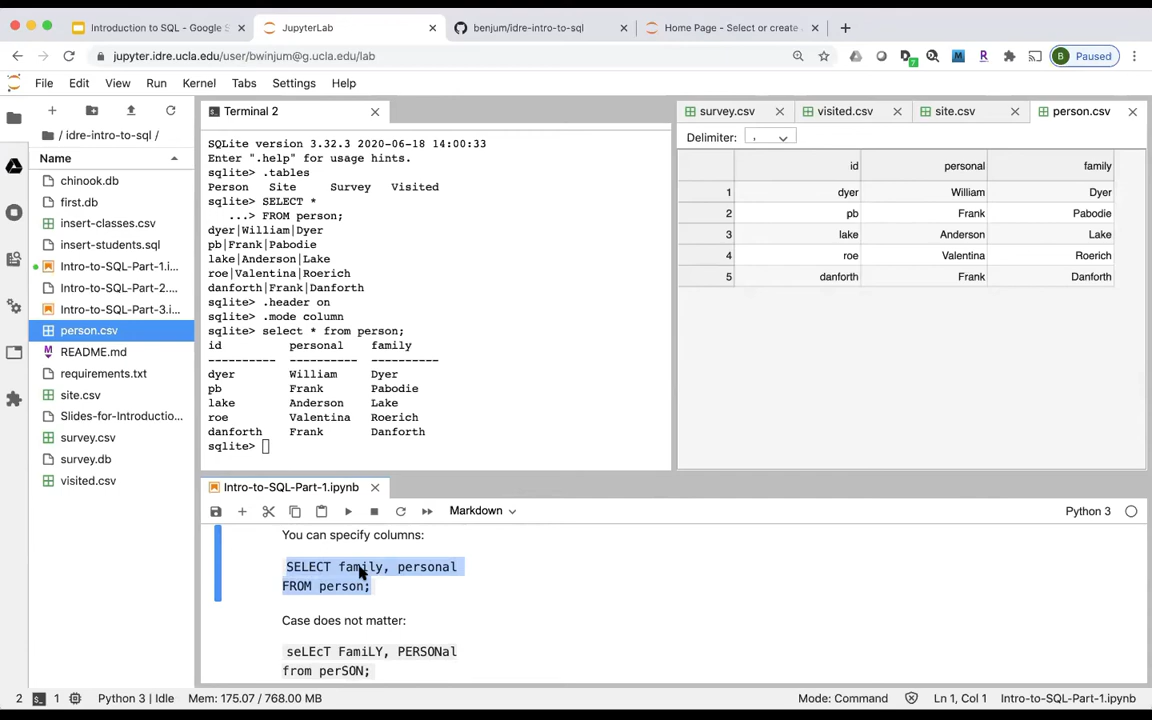 Introduction to SQL - Google S
JupyterLab
benjum/idre-intro-to-sql
Home Page - Select or create
jupyter.idre.ucla.edu/user/bwinjum@g.ucla.edu/lab
7
M
R
B
Paused
File Edit View Run Kernel Tabs Settings Help
/ idre-intro-to-sql /
Name
chinook.db
first.db
insert-classes.csv
insert-students.sql
Intro-to-SQL-Part-1.i...
Intro-to-SQL-Part-2....
Intro-to-SQL-Part-3.i...
person.csv
README.md
requirements.txt
site.csv
Slides-for-Introductio...
survey.csv
survey.db
visited.csv
Terminal 2
SQLite version 3.32.3 2020-06-18 14:00:33
Enter ".help" for usage hints.
sqlite> .tables
Person Site Survey Visited
sqlite> SELECT *
...> FROM person;
dyer|William|Dyer
pb|Frank|Pabodie
lake|Anderson|Lake
roe|Valentina|Roerich
danforth|Frank|Danforth
sqlite> .header on
sqlite> .mode column
sqlite> select * from person;
id personal family
---------- ---------- ----------
dyer William Dyer
pb Frank Pabodie
lake Anderson Lake
roe Valentina Roerich
danforth Frank Danforth
sqlite>
survey.csv
visited.csv
site.csv
person.csv
Delimiter: ,
id personal family
1 dyer William Dyer
2 pb Frank Pabodie
3 lake Anderson Lake
4 roe Valentina Roerich
5 danforth Frank Danforth
Intro-to-SQL-Part-1.ipynb
Markdown
Python 3
You can specify columns:
SELECT family, personal
FROM person;
Case does not matter:
seLEcT FamiLY, PERSONal
from perSON;
2 1 Python 3 | Idle Mem: 175.07 / 768.00 MB Mode: Command Ln 1, Col 1 Intro-to-SQL-Part-1.ipynb